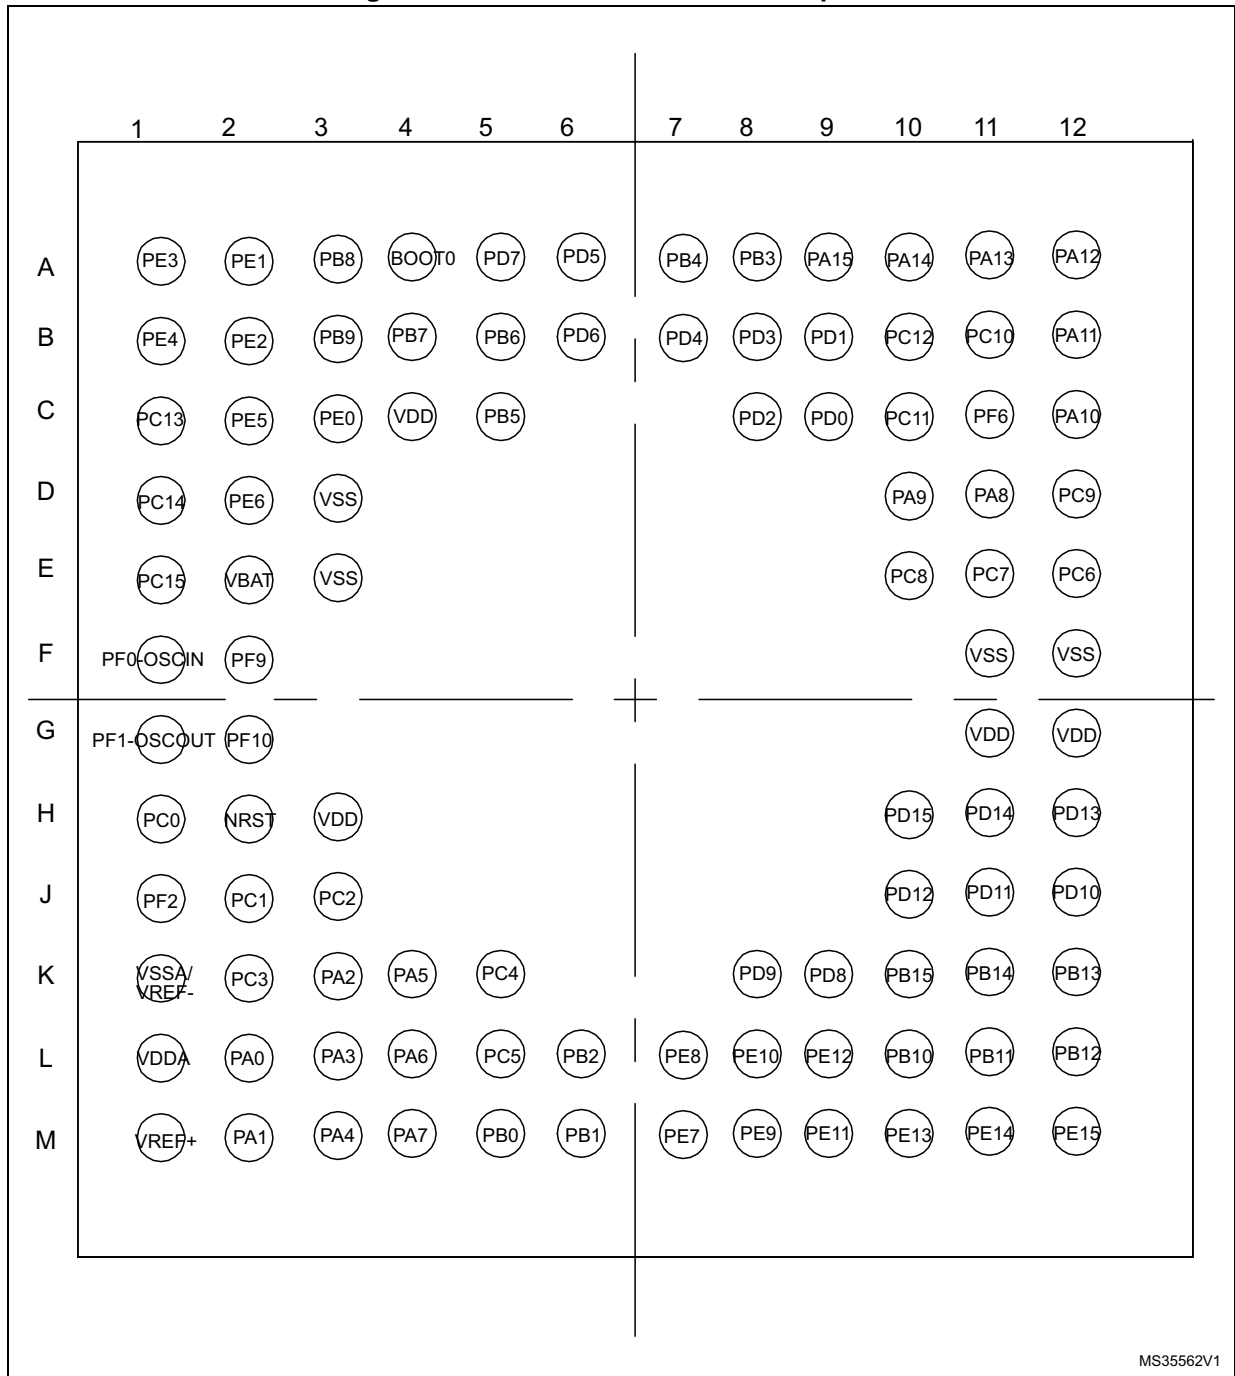 1 2 3 4 5 6 7 8 9 10 11 12
A PE3 PE1 PB8 BOOT0 PD7 PD5 PB4 PB3 PA15 PA14 PA13 PA12
B PE4 PE2 PB9 PB7 PB6 PD6 PD4 PD3 PD1 PC12 PC10 PA11
C PC13 PE5 PE0 VDD PB5 PD2 PD0 PC11 PF6 PA10
D PC14 PE6 VSS PA9 PA8 PC9
E PC15 VBAT VSS PC8 PC7 PC6
F PF0-OSCIN PF9 VSS VSS
G PF1-OSCOUT PF10 VDD VDD
H PC0 NRST VDD PD15 PD14 PD13
J PF2 PC1 PC2 PD12 PD11 PD10
K VSSA/ VREF- PC3 PA2 PA5 PC4 PD9 PD8 PB15 PB14 PB13
L VDDA PA0 PA3 PA6 PC5 PB2 PE8 PE10 PE12 PB10 PB11 PB12
M VREF+ PA1 PA4 PA7 PB0 PB1 PE7 PE9 PE11 PE13 PE14 PE15
MS35562V1